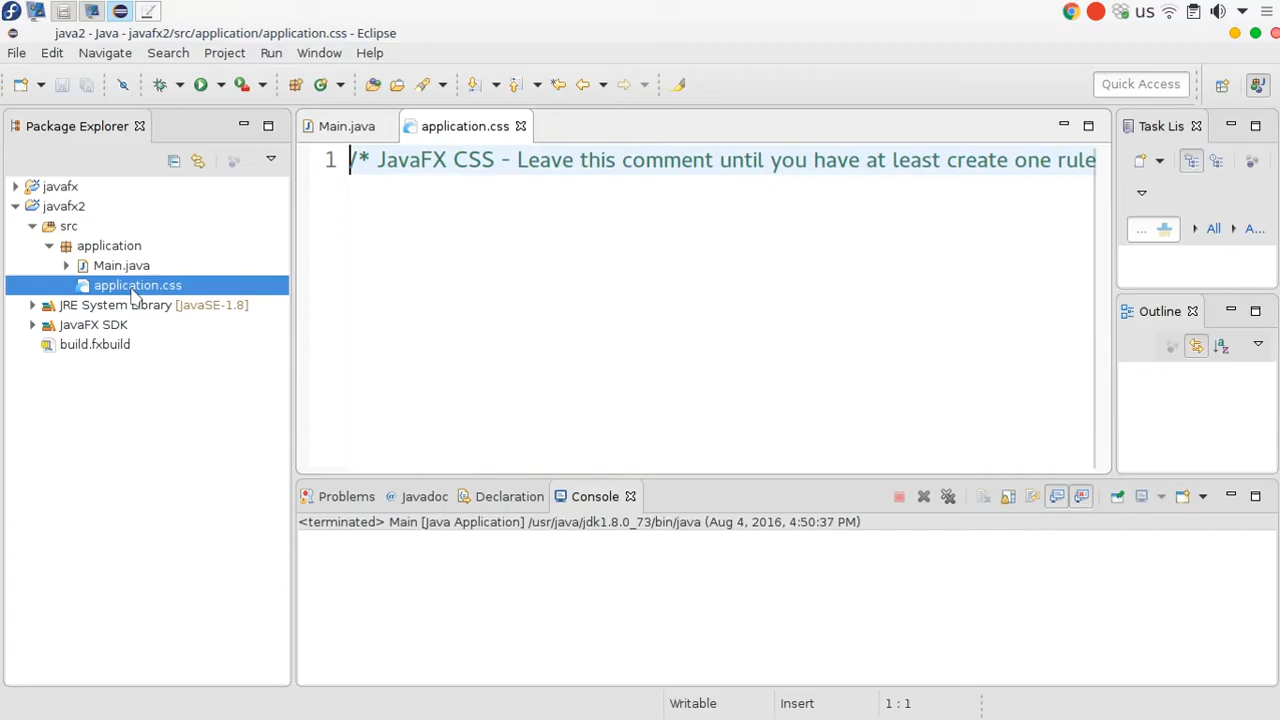 us
java2 - Java - javafx2/src/application/application.css - Eclipse
File Edit Navigate Search Project Run Window Help
Quick Access
Package Explorer
Main.java
application.css
Task Lis
1 /* JavaFX CSS - Leave this comment until you have at least create one rule
javafx
javafx2
src
application
Main.java
application.css
JRE System Library [JavaSE-1.8]
JavaFX SDK
build.fxbuild
... All A...
Outline
Problems @ Javadoc Declaration Console
<terminated> Main [Java Application] /usr/java/jdk1.8.0_73/bin/java (Aug 4, 2016, 4:50:37 PM)
Writable Insert 1 : 1